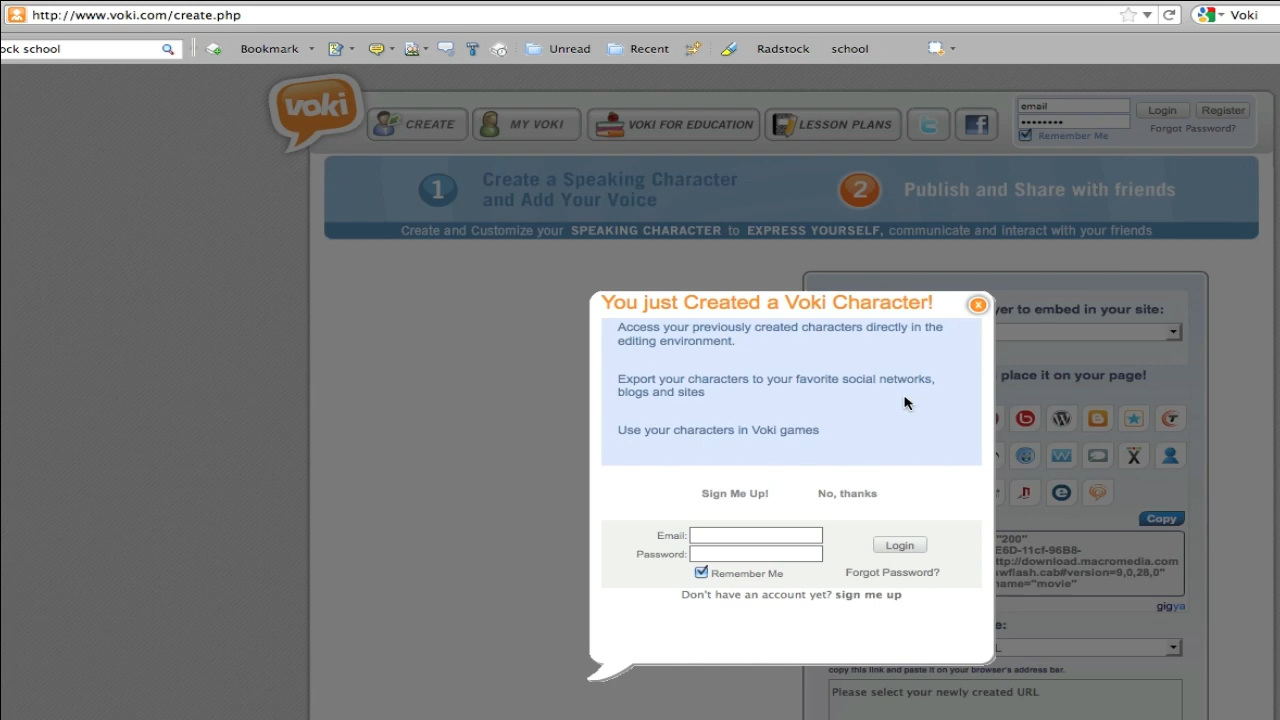 http://www.voki.com/create.php
Voki
ock school
Bookmark
Unread
Recent
Radstock
school
voki
CREATE
MY VOKI
VOKI FOR EDUCATION
LESSON PLANS
email
Login
Register
••••••••
Forgot Password?
Remember Me
1
Create a Speaking Character
and Add Your Voice
2
Publish and Share with friends
Create and Customize your SPEAKING CHARACTER to EXPRESS YOURSELF, communicate and interact with your friends
You just Created a Voki Character!
x
yer to embed in your site:
Access your previously created characters directly in the
editing environment.
place it on your page!
Export your characters to your favorite social networks,
blogs and sites
Use your characters in Voki games
Sign Me Up!
No, thanks
Copy
Email:
Password:
Login
Remember Me
Forgot Password?
Don't have an account yet? sign me up
"200"
E6D-11cf-96B8-
ttp://download.macromedia.com
wflash.cab#version=9,0,28,0"
name="movie"
gigya
e:
L
copy this link and paste it on your browser's address bar.
Please select your newly created URL